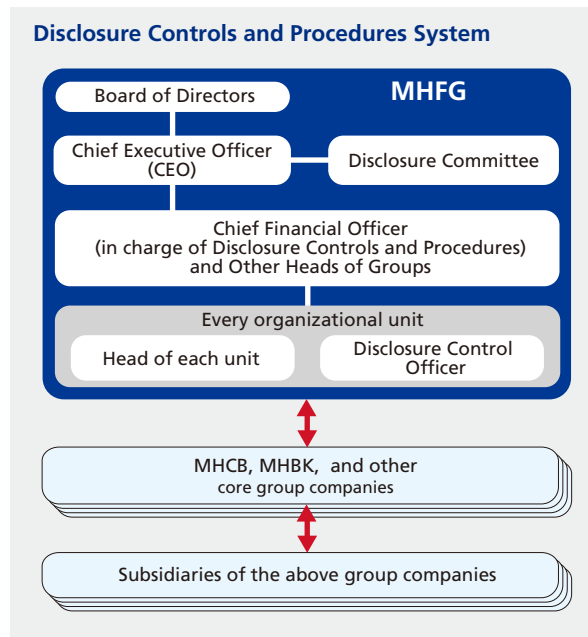 Disclosure Controls and Procedures System
MHFG
Board of Directors
Chief Executive Officer
(CEO)
Disclosure Committee
Chief Financial Officer
(in charge of Disclosure Controls and Procedures)
and Other Heads of Groups
Every organizational unit
Head of each unit
Disclosure Control
Officer
MHCB, MHBK, and other
core group companies
Subsidiaries of the above group companies